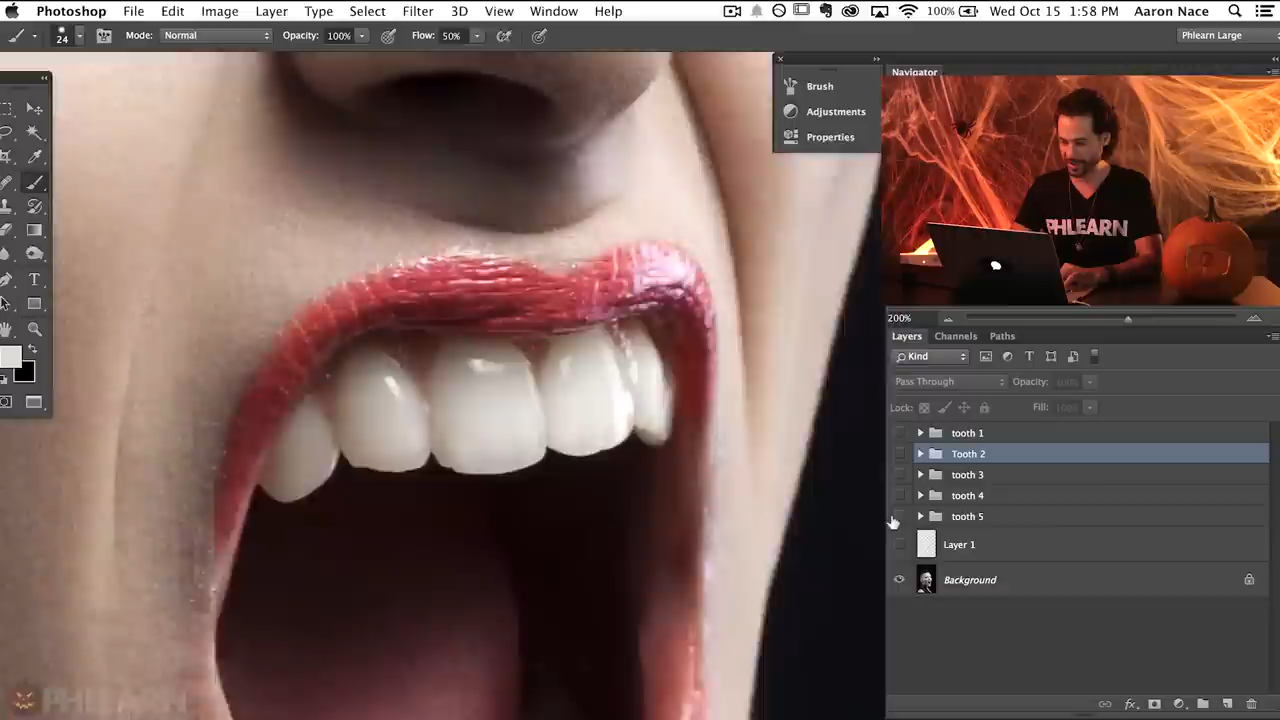 Photoshop File Edit Image Layer Type Select Filter 3D View Window Help 100% Wed Oct 15 1:58 PM Aaron Nace
24 Mode: Normal Opacity: 100% Flow: 50% Phlearn Large
Brush
Adjustments
Properties
Navigator
PHLEARN
200%
Layers Channels Paths
Kind
Pass Through Opacity: 100%
Lock: Fill: 100%
tooth 1
Tooth 2
tooth 3
tooth 4
tooth 5
Layer 1
Background
PHLEARN